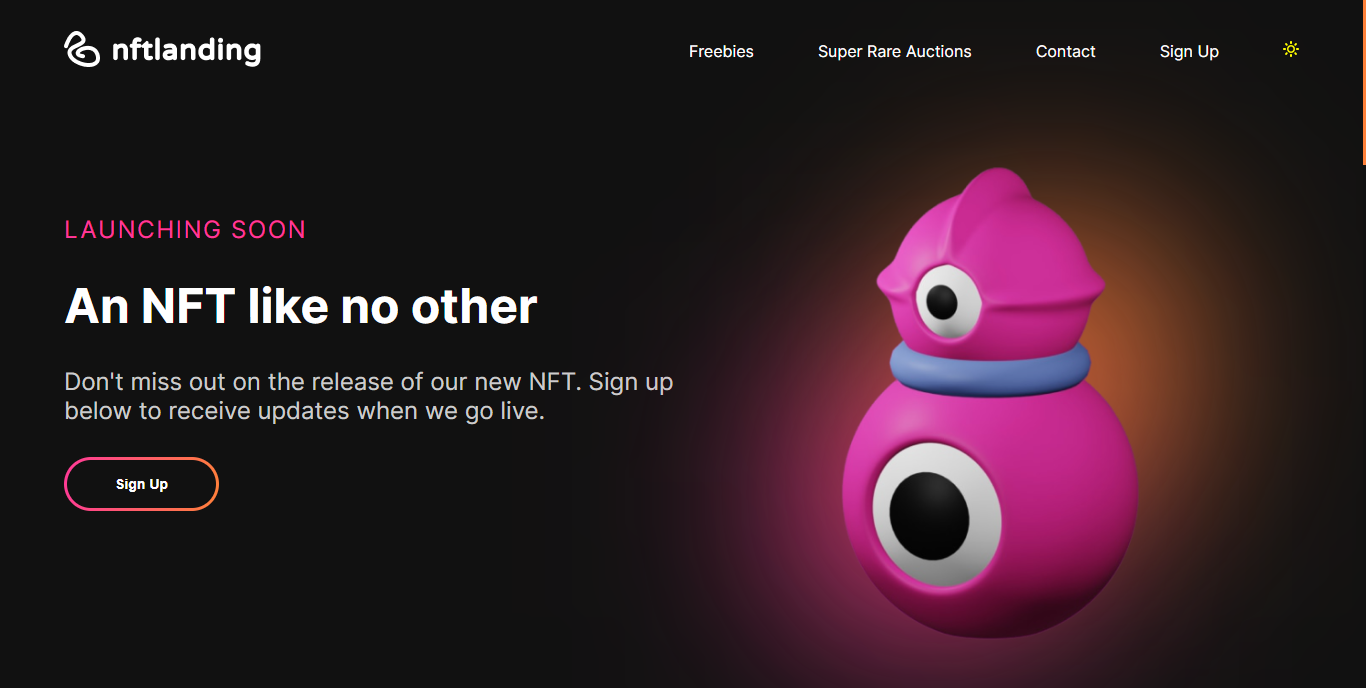 nftlanding
Freebies
Super Rare Auctions
Contact
Sign Up
LAUNCHING SOON
An NFT like no other
Don't miss out on the release of our new NFT. Sign up
below to receive updates when we go live.
Sign Up